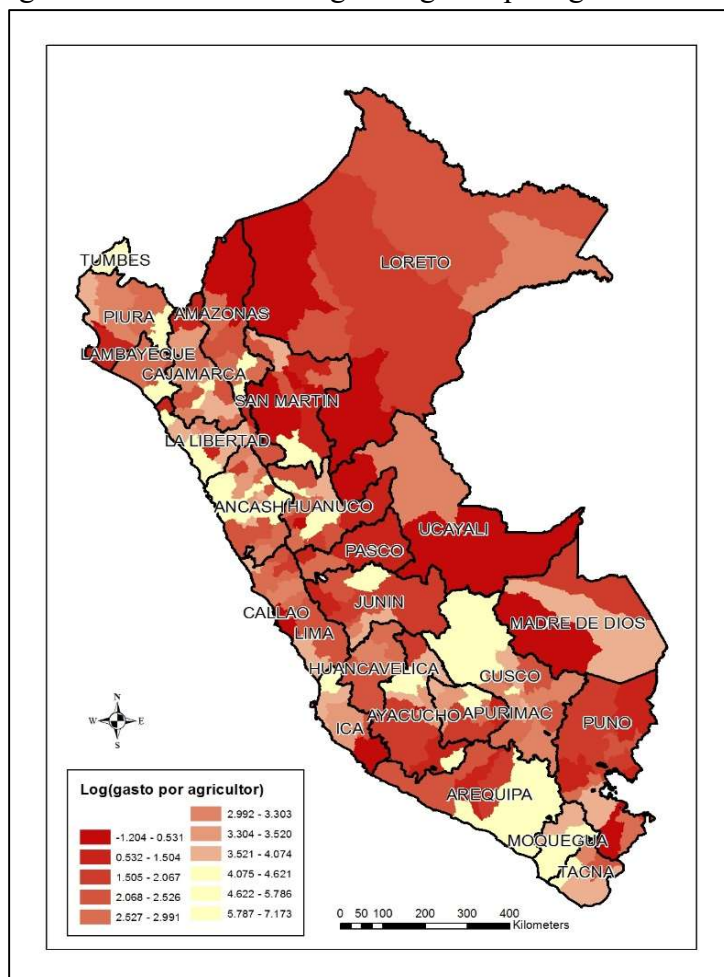 TUMBES
LORETO
PIURA
AMAZONAS
LAMBAYEQUE
CAJAMARCA
SAN MARTIN
LA LIBERTAD
ANCASH
HUANUCO
UCAYALI
PASCO
CALLAO
LIMA
JUNIN
MADRE DE DIOS
HUANCAVELICA
CUSCO
ICA
AYACUCHO
APURIMAC
PUNO
AREQUIPA
MOQUEGUA
TACNA
N
W E
S
Log(gasto por agricultor)
-1.204 - 0.531
0.532 - 1.504
1.505 - 2.067
2.068 - 2.526
2.527 - 2.991
2.992 - 3.303
3.304 - 3.520
3.521 - 4.074
4.075 - 4.621
4.622 - 5.786
5.787 - 7.173
0 50 100 200 300 400
Kilometers